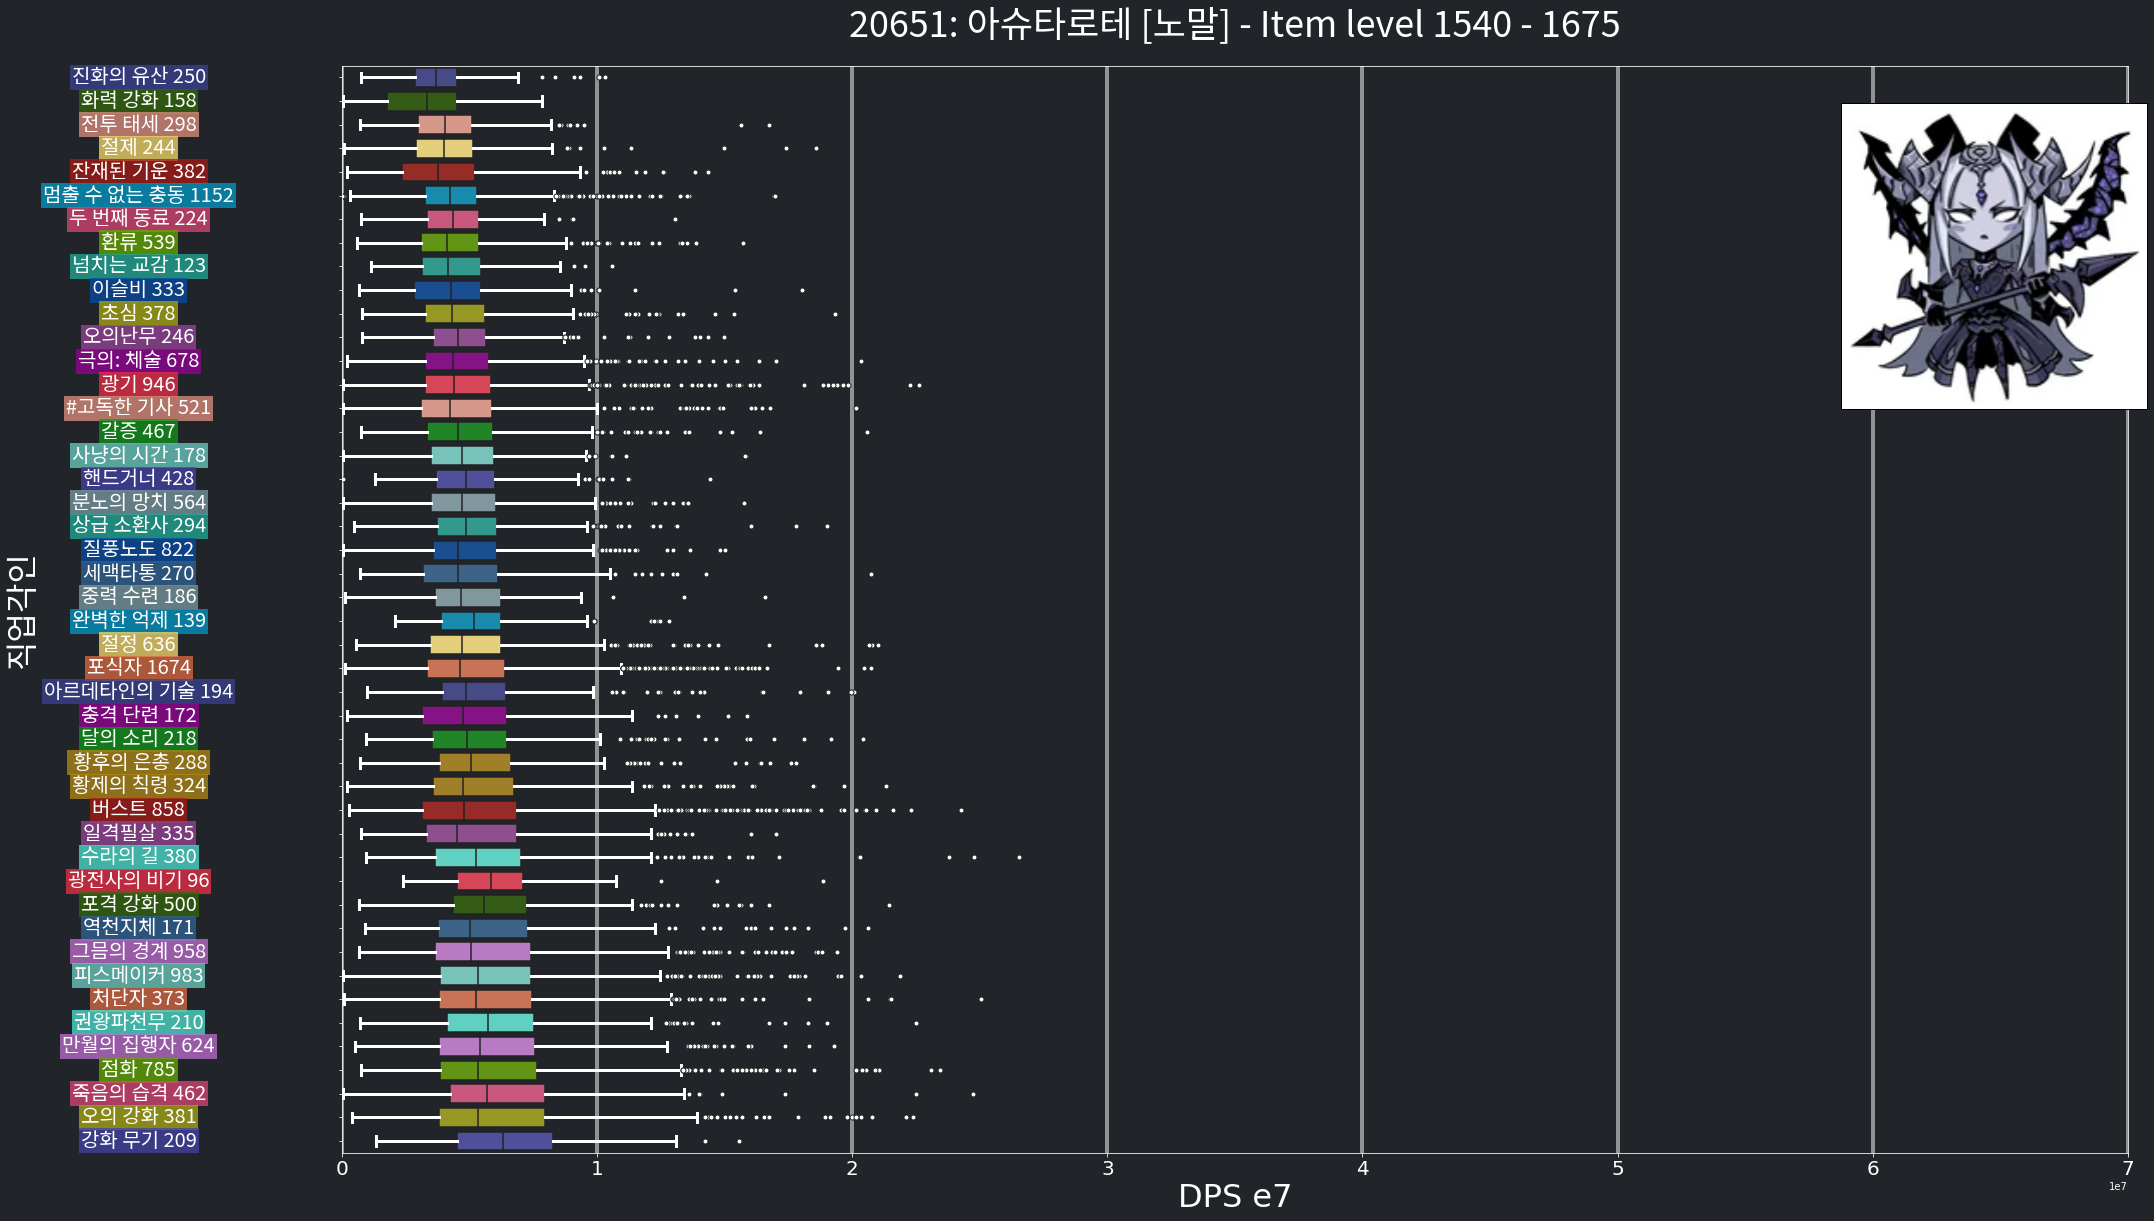 20651: 아슈타로테 [노말] - Item level 1540 - 1675
직업각인
진화의 유산 250
화력 강화 158
전투 태세 298
절제 244
잔재된 기운 382
멈출 수 없는 충동 1152
두 번째 동료 224
환류 539
넘치는 교감 123
이슬비 333
초심 378
오의난무 246
극의: 체술 678
광기 946
#고독한 기사 521
갈증 467
사냥의 시간 178
핸드거너 428
분노의 망치 564
상급 소환사 294
질풍노도 822
세맥타통 270
중력 수련 186
완벽한 억제 139
절정 636
포식자 1674
아르데타인의 기술 194
충격 단련 172
달의 소리 218
황후의 은총 288
황제의 칙령 324
버스트 858
일격필살 335
수라의 길 380
광전사의 비기 96
포격 강화 500
역천지체 171
그믐의 경계 958
피스메이커 983
처단자 373
권왕파천무 210
만월의 집행자 624
점화 785
죽음의 습격 462
오의 강화 381
강화 무기 209
0 1 2 3 4 5 6 7
1e7
DPS e7